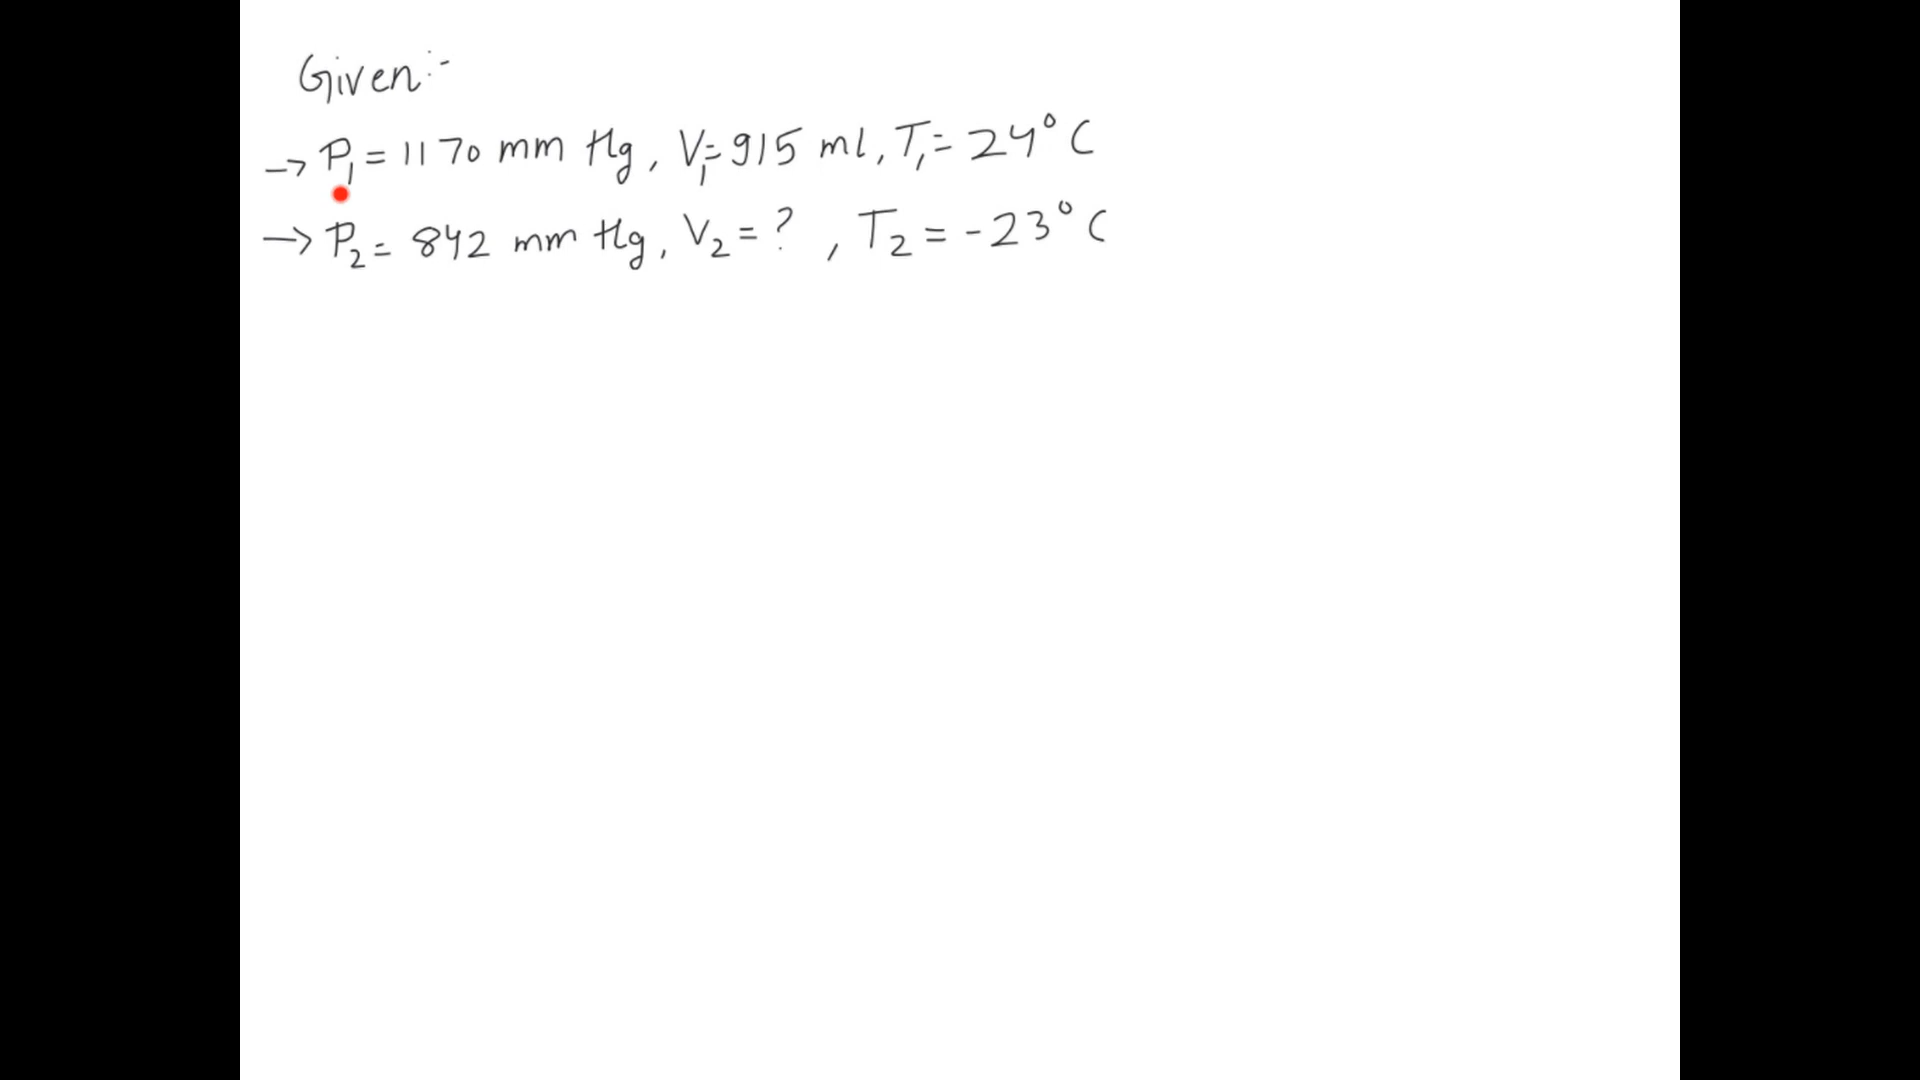 Given:-
→ P₁ = 1170 mm Hg, V₁= 915 ml, T₁= 24° C
→ P₂ = 842 mm Hg, V₂ = ? , T₂ = -23° C